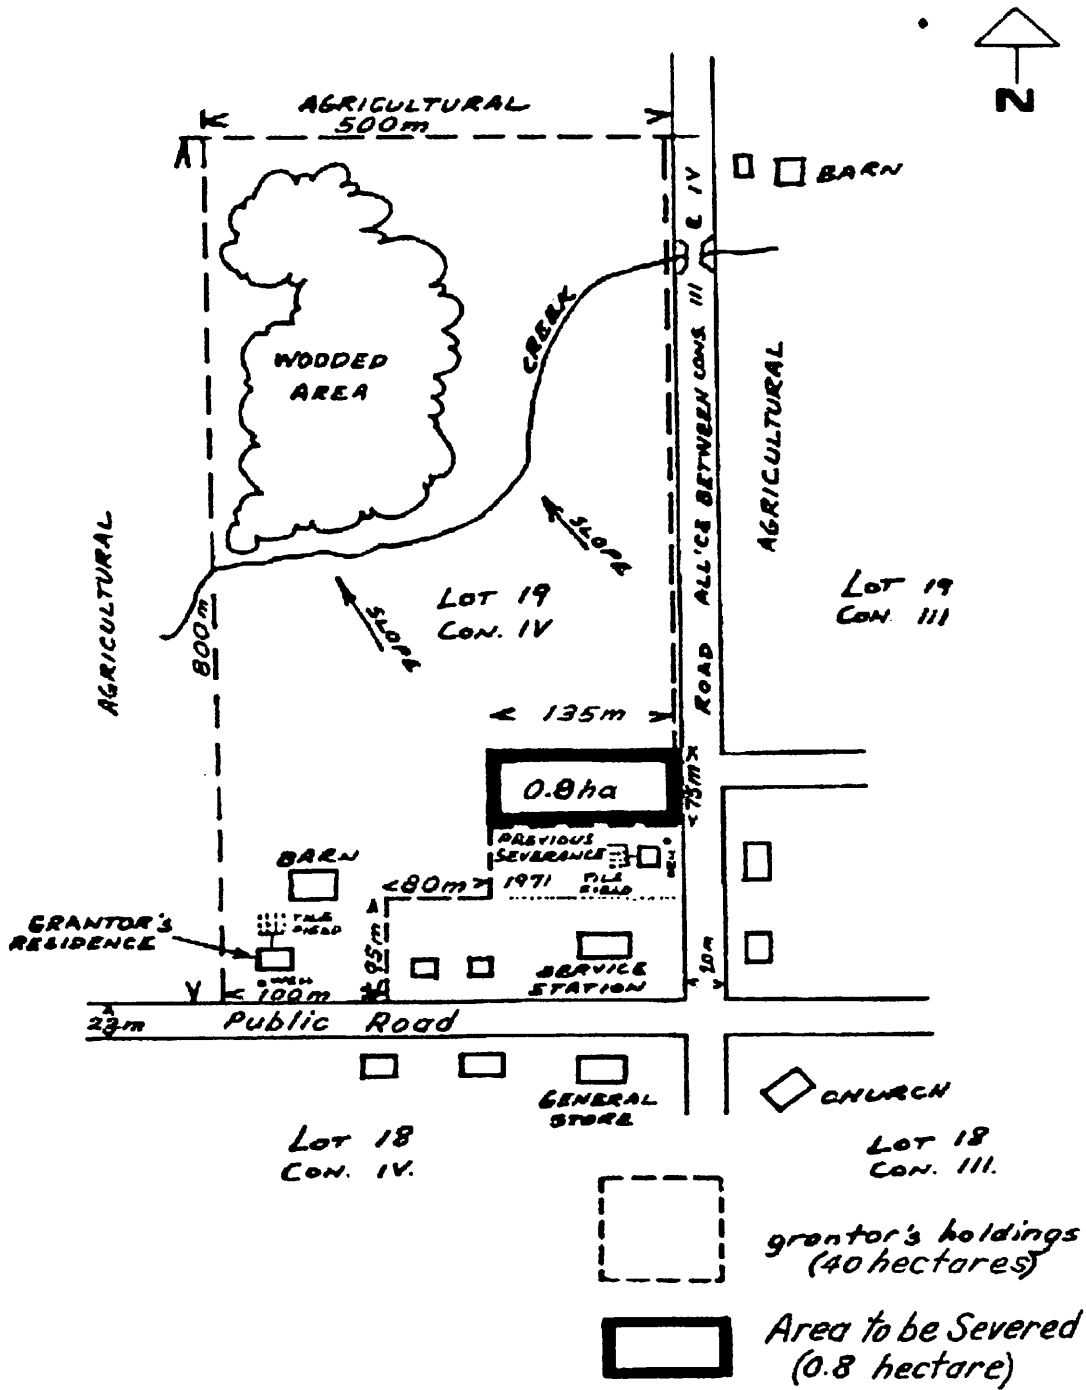 N
AGRICULTURAL
500m
BARN
ROAD ALL'CE BETWEEN CONS III & IV
CREEK
WOODED
AREA
AGRICULTURAL
AGRICULTURAL
SLOPE
SLOPE
800m
LOT 19
CON. IV
LOT 19
CON. III
135m
0.8ha
75m
PREVIOUS
SEVERANCE
1971
TILE
FIELD
BARN
80m
GRANTOR'S
RESIDENCE
TILE
FIELD
95m
SERVICE
STATION
20m
WELL
100m
23m
Public Road
GENERAL
STORE
CHURCH
LOT 18
CON. IV.
LOT 18
CON. III.
grantor's holdings
(40 hectares)
Area to be Severed
(0.8 hectare)